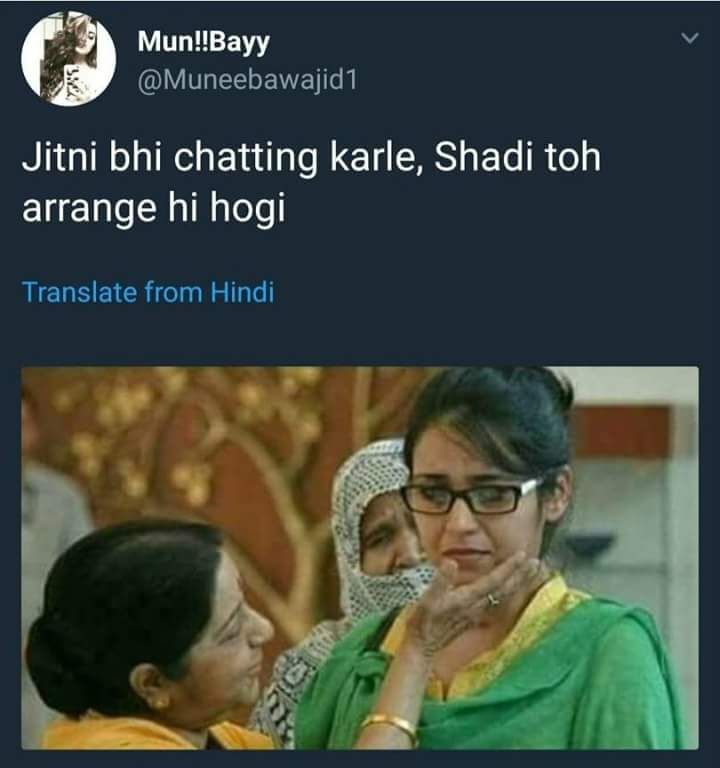 Mun!!Bayy
@Muneebawajid1
Jitni bhi chatting karle, Shadi toh
arrange hi hogi
Translate from Hindi